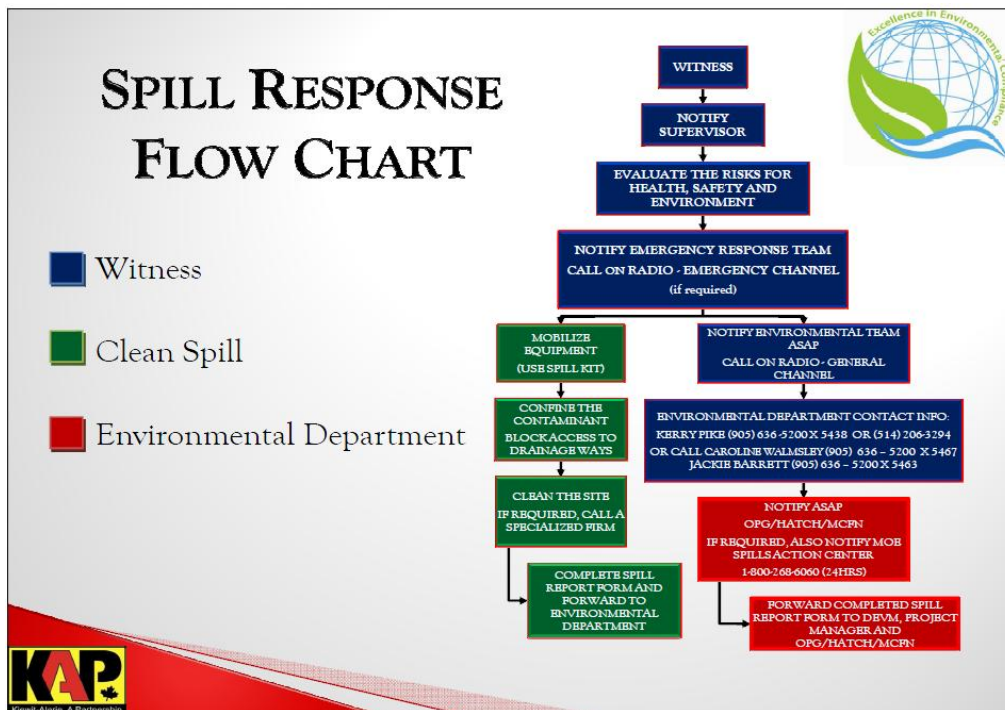 Excellence in Environmental Compliance
SPILL RESPONSE
FLOW CHART
Witness
Clean Spill
Environmental Department
WITNESS
NOTIFY
SUPERVISOR
EVALUATE THE RISKS FOR
HEALTH, SAFETY AND
ENVIRONMENT
NOTIFY EMERGENCY RESPONSE TEAM
CALL ON RADIO - EMERGENCY CHANNEL
(if required)
MOBILIZE
EQUIPMENT
(USE SPILL KIT)
CONFINE THE
CONTAMINANT
BLOCK ACCESS TO
DRAINAGE WAYS
CLEAN THE SITE
IF REQUIRED, CALL A
SPECIALIZED FIRM
COMPLETE SPILL
REPORT FORM AND
FORWARD TO
ENVIRONMENTAL
DEPARTMENT
NOTIFY ENVIRONMENTAL TEAM
ASAP
CALL ON RADIO - GENERAL
CHANNEL
ENVIRONMENTAL DEPARTMENT CONTACT INFO:
KERRY PIKE (905) 636-5200 X 5438 OR (514) 206-3294
OR CALL CAROLINE WALMSLEY (905) 636 – 5200 X 5467
JACKIE BARRETT (905) 636 – 5200 X 5463
NOTIFY ASAP
OPG/HATCH/MCFN
IF REQUIRED, ALSO NOTIFY MOE
SPILLS ACTION CENTER
1-800-268-6060 (24HRS)
FORWARD COMPLETED SPILL
REPORT FORM TO DEVM, PROJECT
MANAGER AND
OPG/HATCH/MCFN
KAP
A Partnership